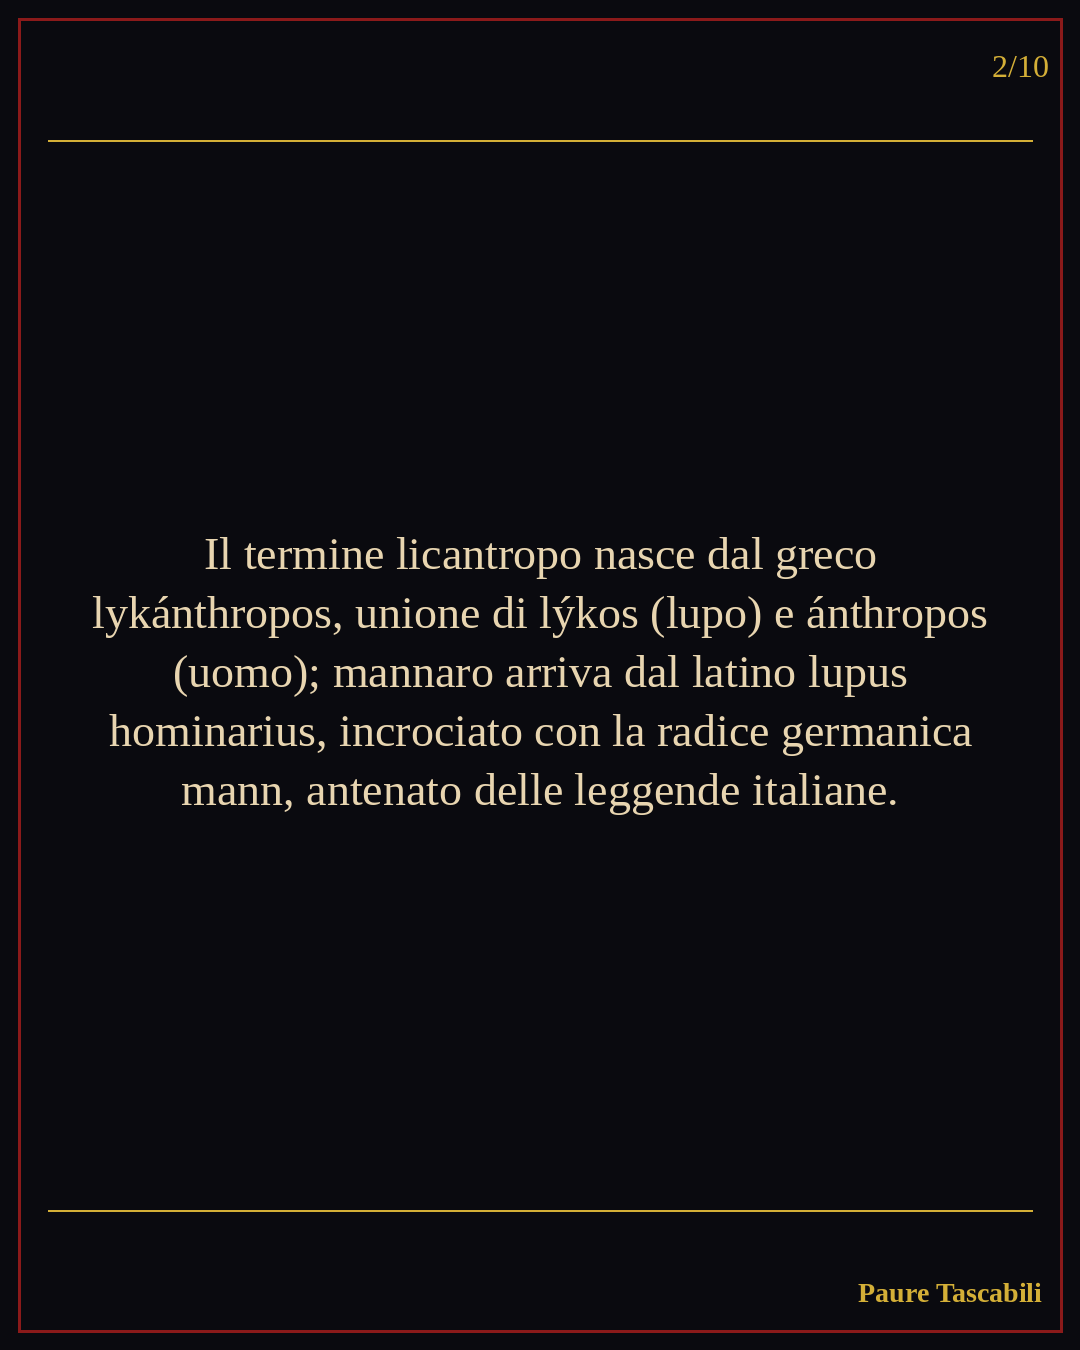 2/10
Il termine licantropo nasce dal greco
lykánthropos, unione di lýkos (lupo) e ánthropos
(uomo); mannaro arriva dal latino lupus
hominarius, incrociato con la radice germanica
mann, antenato delle leggende italiane.
Paure Tascabili